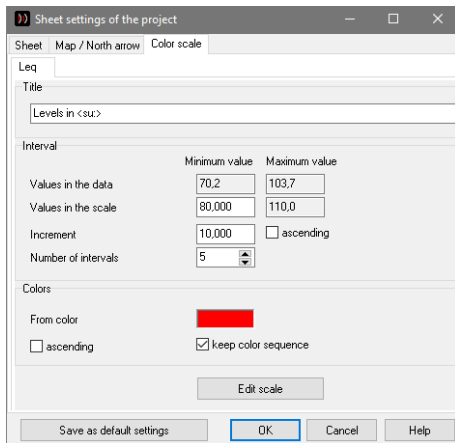 Sheet settings of the project
Sheet Map / North arrow Color scale
Leq
Title
Levels in <su:>
Interval
Minimum value Maximum value
Values in the data 70,2 103,7
Values in the scale 80,000 110,0
Increment 10,000 ascending
Number of intervals 5
Colors
From color
ascending keep color sequence
Edit scale
Save as default settings OK Cancel Help